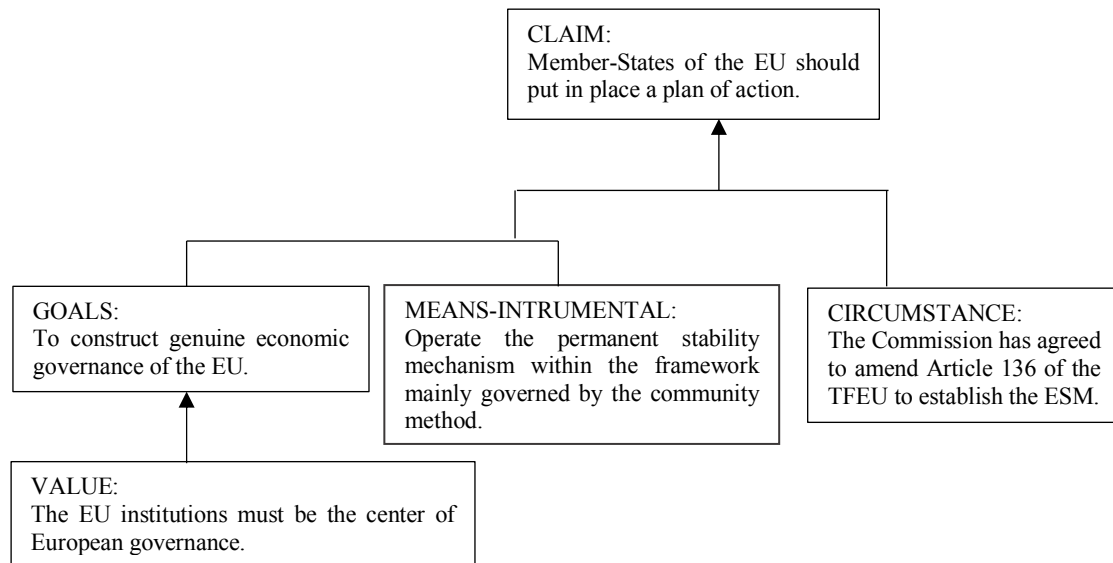 CLAIM:
Member-States of the EU should
put in place a plan of action.
GOALS:
To construct genuine economic
governance of the EU.
MEANS-INTRUMENTAL:
Operate the permanent stability
mechanism within the framework
mainly governed by the community
method.
CIRCUMSTANCE:
The Commission has agreed
to amend Article 136 of the
TFEU to establish the ESM.
VALUE:
The EU institutions must be the center of
European governance.